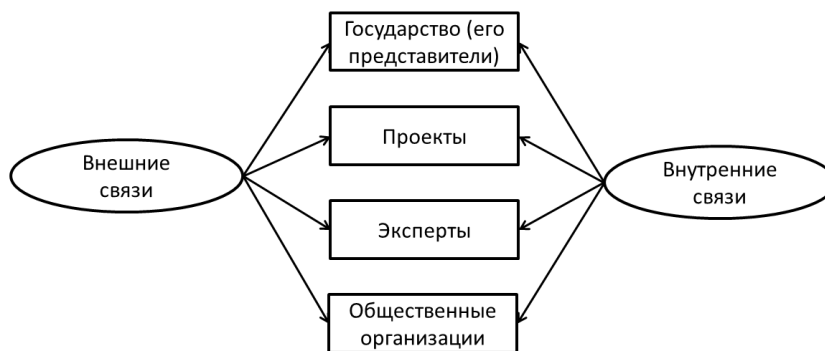 Государство (его
представители)
Проекты
Внешние
связи
Внутренние
связи
Эксперты
Общественные
организации